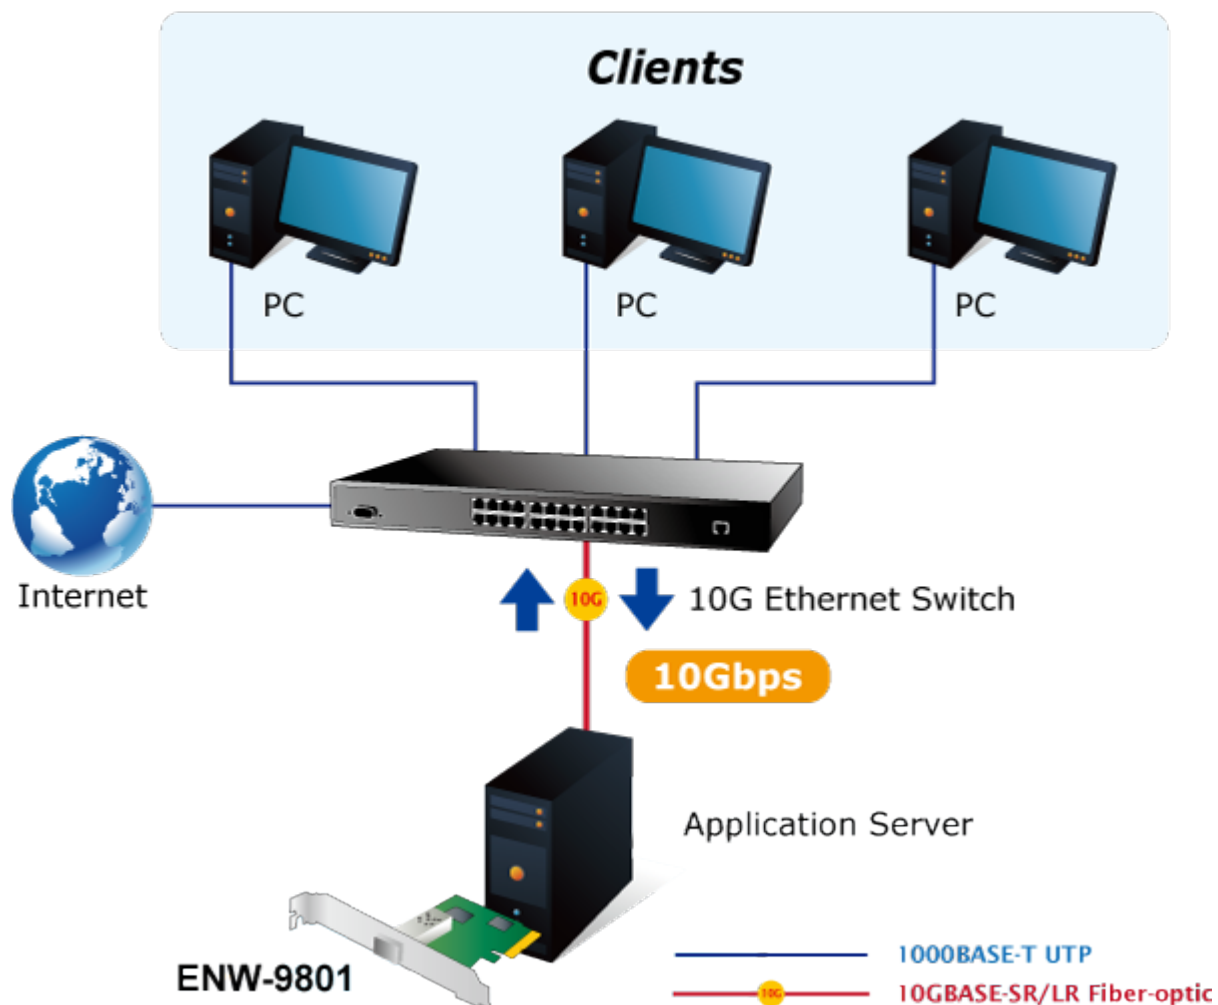 Clients
PC
PC
PC
Internet
10G
10G Ethernet Switch
10Gbps
Application Server
ENW-9801
1000BASE-T UTP
10G
10GBASE-SR/LR Fiber-optic